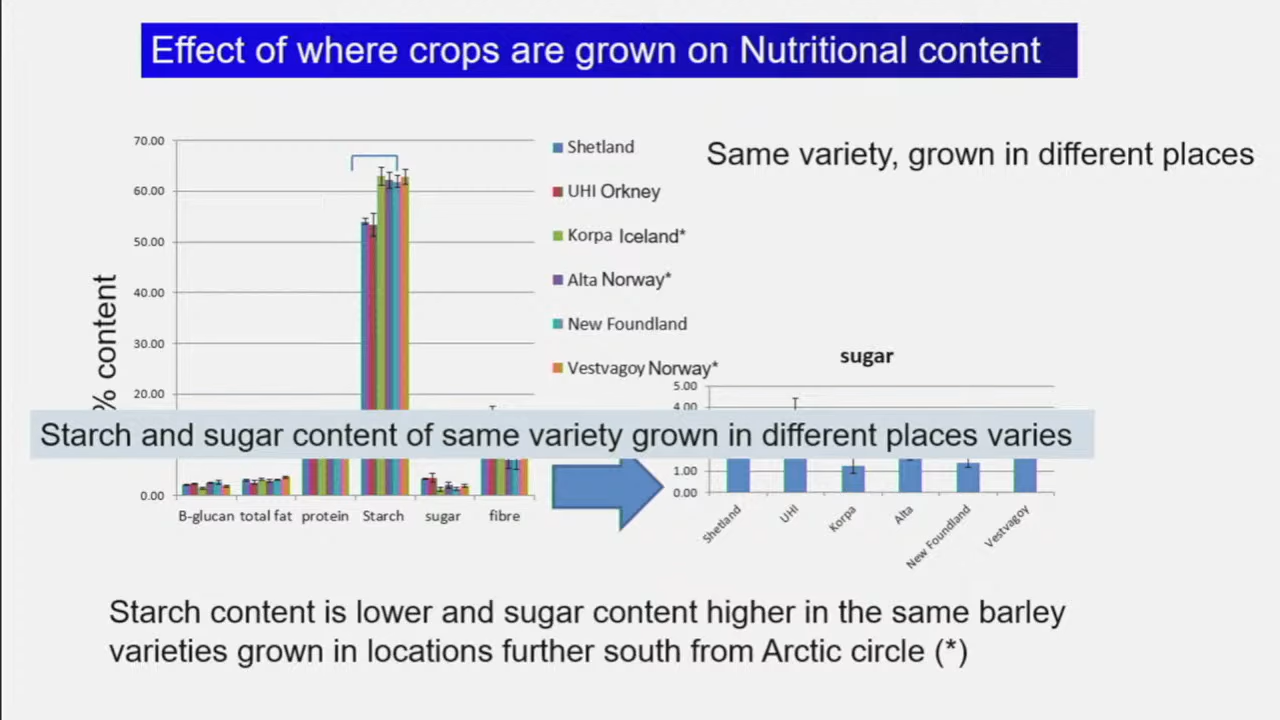 Effect of where crops are grown on Nutritional content
Same variety, grown in different places
70.00
60.00
50.00
40.00
30.00
20.00
0.00
% content
B-glucan total fat protein Starch sugar fibre
Shetland
UHI Orkney
Korpa Iceland*
Alta Norway*
New Foundland
Vestvagoy Norway*
sugar
5.00
4.00
1.00
0.00
Shetland
UHI
Korpa
Alta
New Foundland
Vestvagoy
Starch and sugar content of same variety grown in different places varies
Starch content is lower and sugar content higher in the same barley
varieties grown in locations further south from Arctic circle (*)